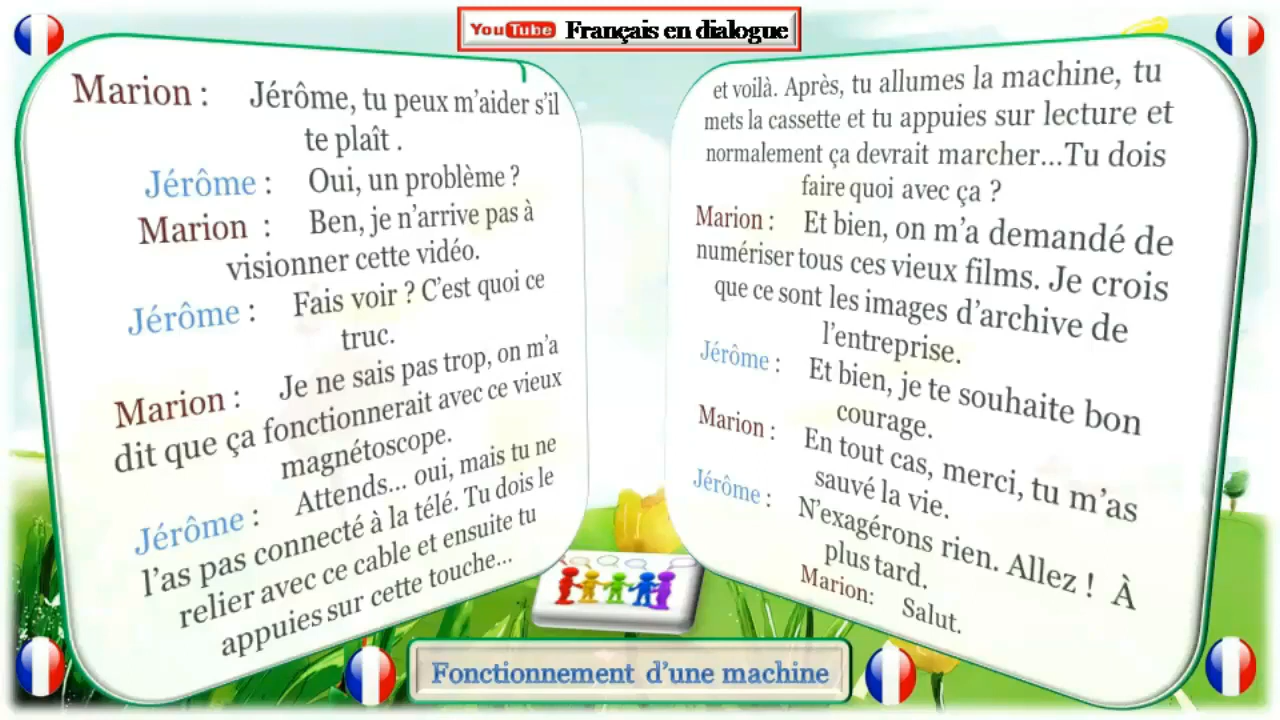 YouTube Français en dialogue
Marion : Jérôme, tu peux m'aider s'il
te plaît .
Jérôme : Oui, un problème ?
Marion : Ben, je n'arrive pas à
visionner cette vidéo.
Jérôme : Fais voir ? C'est quoi ce
truc.
Marion : Je ne sais pas trop, on m'a
dit que ça fonctionnerait avec ce vieux
magnétoscope.
Jérôme : Attends... oui, mais tu ne
l'as pas connecté à la télé. Tu dois le
relier avec ce cable et ensuite tu
appuies sur cette touche...
et voilà. Après, tu allumes la machine, tu
mets la cassette et tu appuies sur lecture et
normalement ça devrait marcher...Tu dois
faire quoi avec ça ?
Marion : Et bien, on m'a demandé de
numériser tous ces vieux films. Je crois
que ce sont les images d'archive de
l'entreprise.
Jérôme : Et bien, je te souhaite bon
courage.
Marion : En tout cas, merci, tu m'as
sauvé la vie.
Jérôme : N'exagérons rien. Allez ! À
plus tard.
Marion: Salut.
Fonctionnement d'une machine